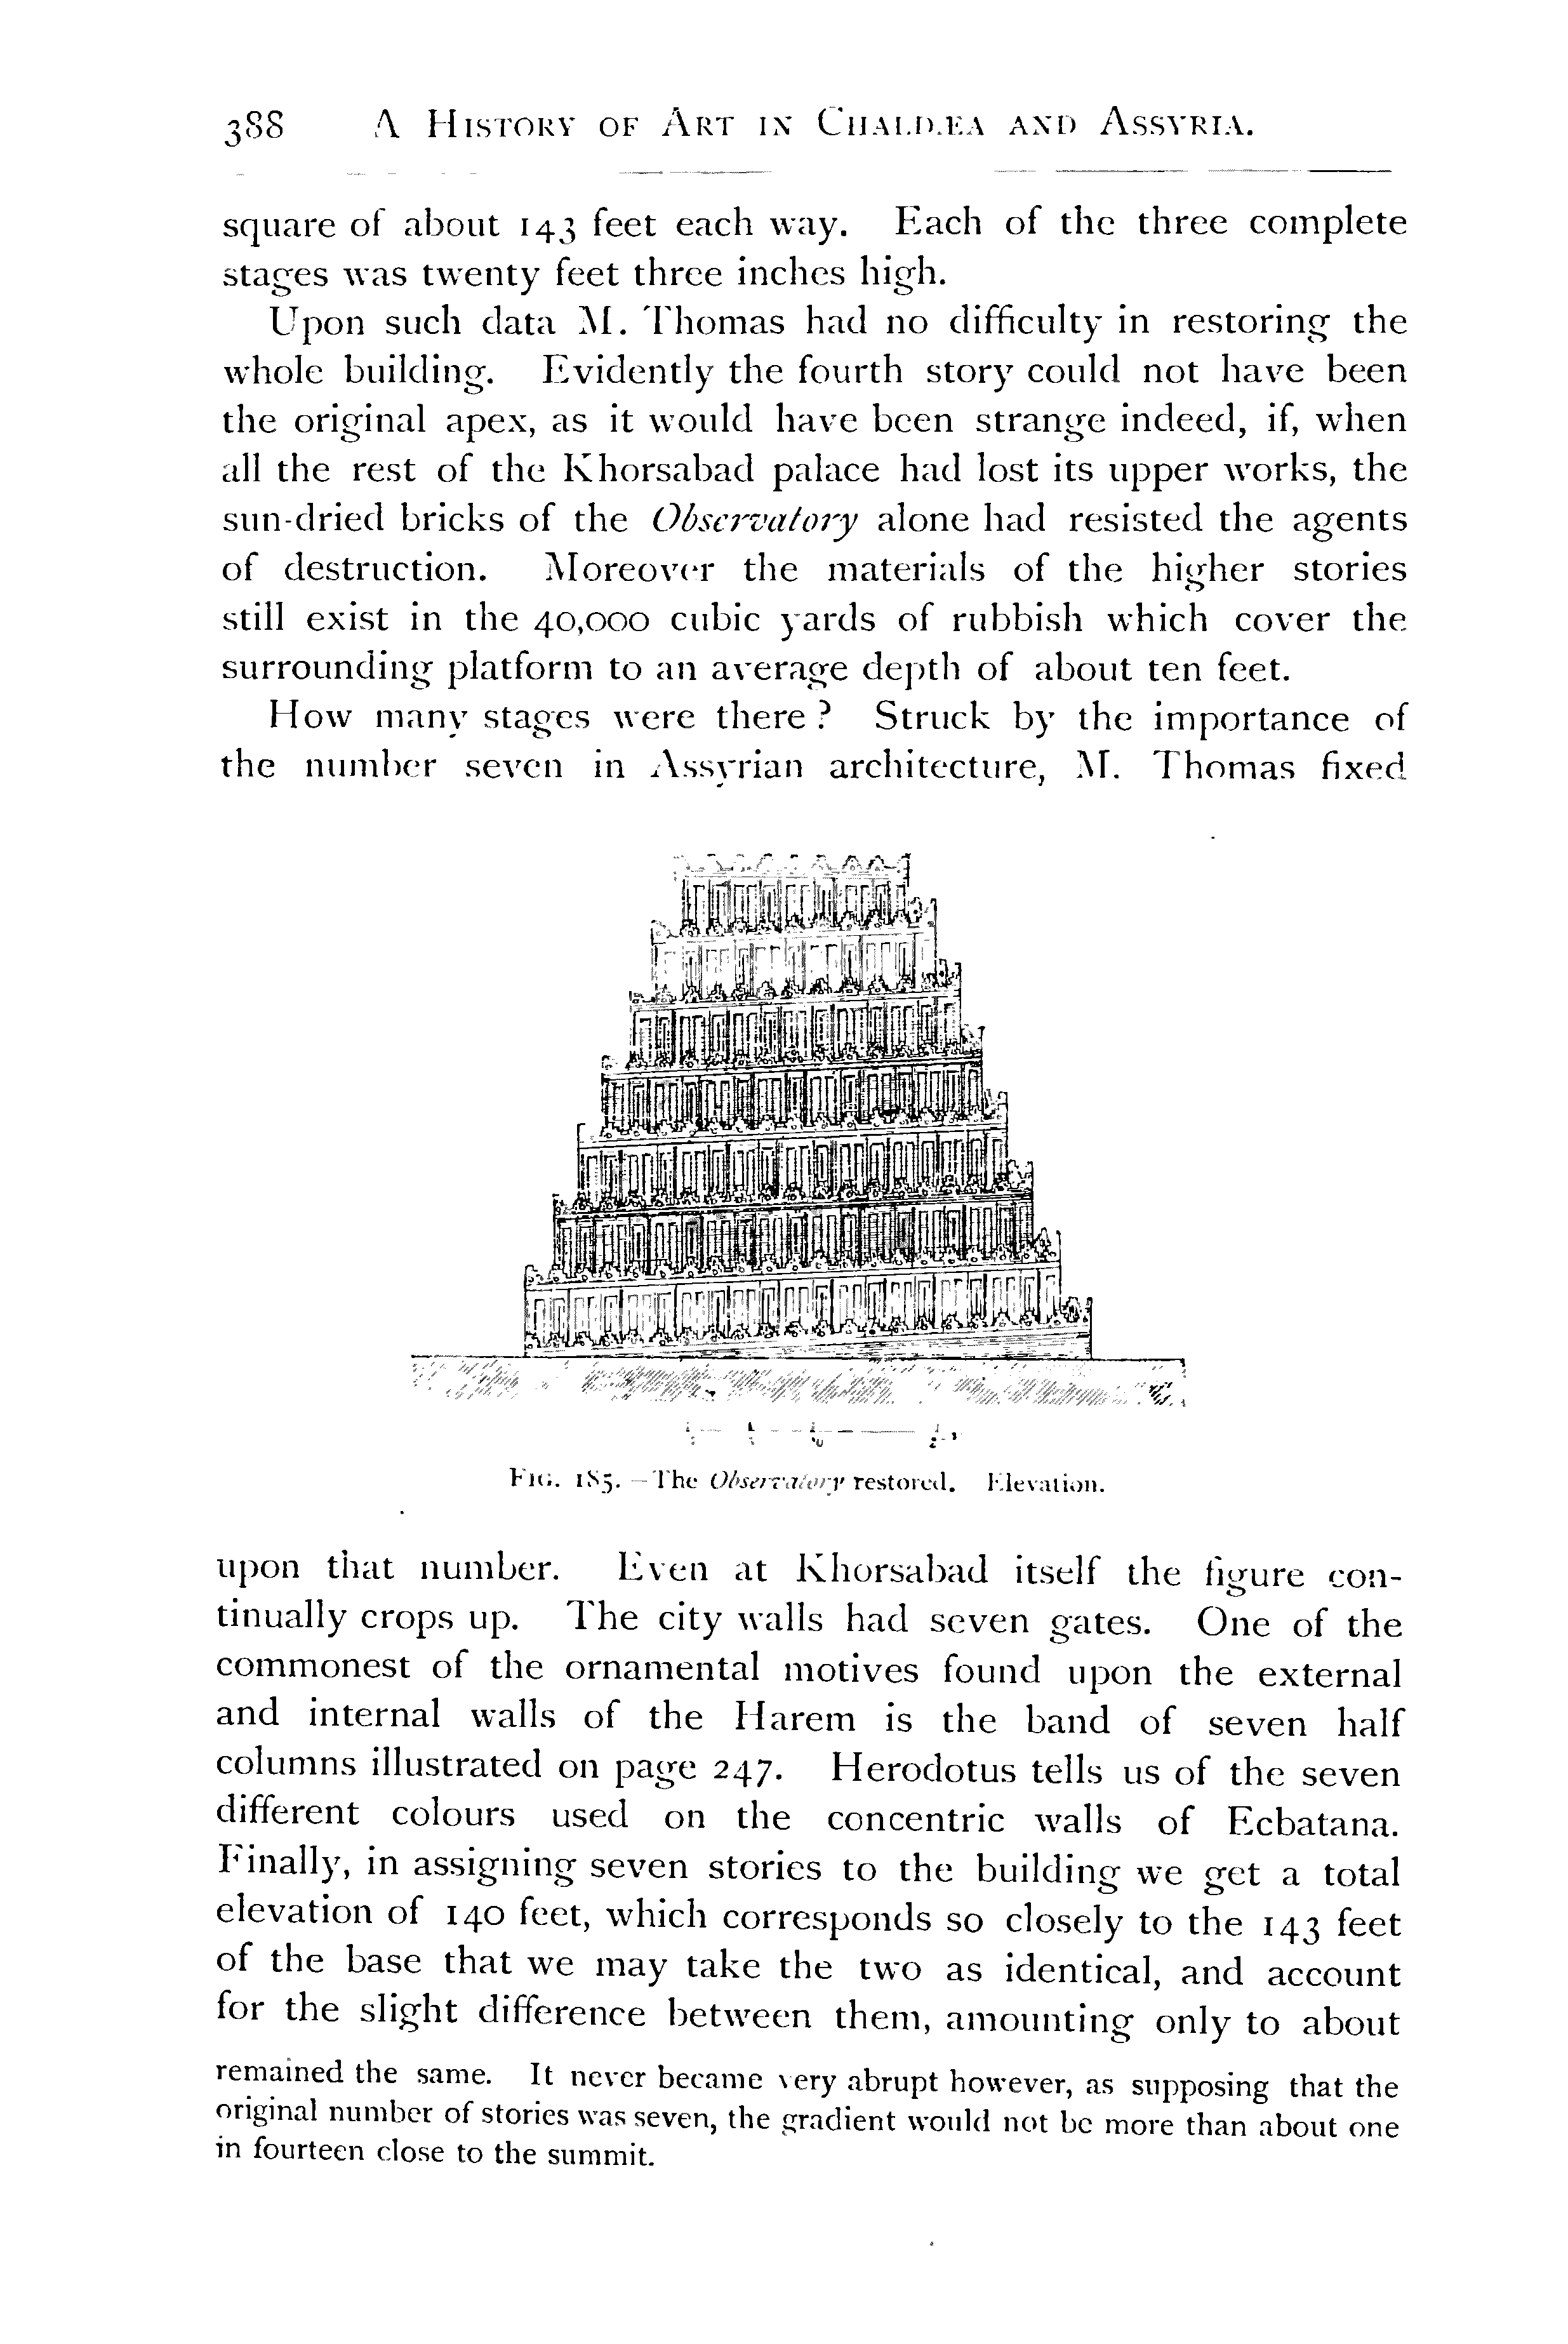 388 A History of Art in Chaldæa and Assyria.
square of about 143 feet each way. Each of the three complete
stages was twenty feet three inches high.
Upon such data M. Thomas had no difficulty in restoring the
whole building. Evidently the fourth story could not have been
the original apex, as it would have been strange indeed, if, when
all the rest of the Khorsabad palace had lost its upper works, the
sun-dried bricks of the Observatory alone had resisted the agents
of destruction. Moreover the materials of the higher stories
still exist in the 40,000 cubic yards of rubbish which cover the
surrounding platform to an average depth of about ten feet.
How many stages were there? Struck by the importance of
the number seven in Assyrian architecture, M. Thomas fixed
Fig. 185.—The Observatory restored. Elevation.
upon that number. Even at Khorsabad itself the figure con-
tinually crops up. The city walls had seven gates. One of the
commonest of the ornamental motives found upon the external
and internal walls of the Harem is the band of seven half
columns illustrated on page 247. Herodotus tells us of the seven
different colours used on the concentric walls of Ecbatana.
Finally, in assigning seven stories to the building we get a total
elevation of 140 feet, which corresponds so closely to the 143 feet
of the base that we may take the two as identical, and account
for the slight difference between them, amounting only to about
remained the same. It never became very abrupt however, as supposing that the
original number of stories was seven, the gradient would not be more than about one
in fourteen close to the summit.